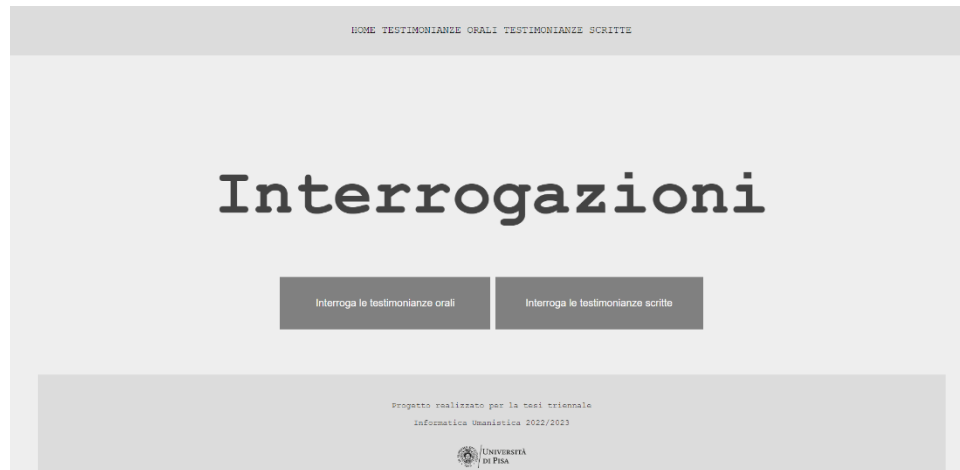 HOME TESTIMONIANZE ORALI TESTIMONIANZE SCRITTE
Interrogazioni
Interroga le testimonianze orali
Interroga le testimonianze scritte
Progetto realizzato per la tesi triennale
Informatica Umanistica 2022/2023
UNIVERSITÀ
DI PISA